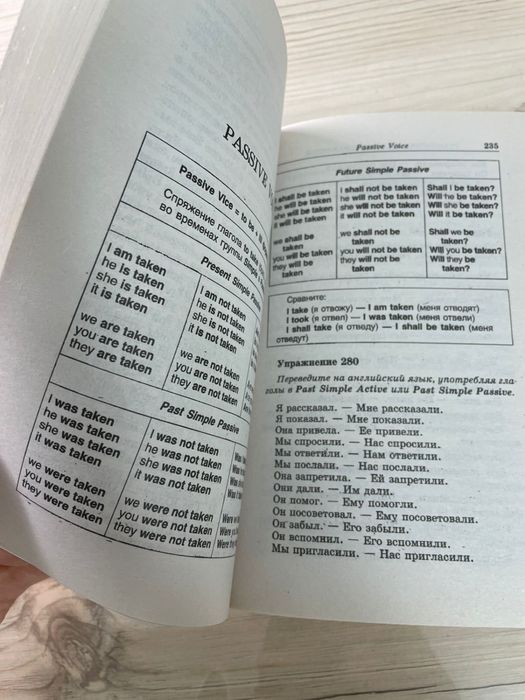 PASSIVE
Passive Vice = to be +
Спряжение глагола to take
во временах группы Simple
Present Simple Passive
I am taken
he is taken
she is taken
it is taken
we are taken
you are taken
they are taken
I am not taken
he is not taken
she is not taken
it is not taken
we are not taken
you are not taken
they are not taken
Past Simple Passive
I was taken
he was taken
she was taken
it was taken
we were taken
you were taken
they were taken
I was not taken
he was not taken
she was not taken
it was not taken
we were not taken
you were not taken
they were not taken
Passive Voice 235
Future Simple Passive
I shall be taken
he will be taken
she will be taken
it will be taken
we shall be
taken
you will be taken
they will be
taken
I shall not be taken
he will not be taken
she will not be taken
it will not be taken
we shall not be
taken
you will not be taken
they will not be
taken
Shall I be taken?
Will he be taken?
Will she be taken?
Will it be taken?
Shall we be
taken?
Will you be taken?
Will they be
taken?
Сравните:
I take (я отвожу) — I am taken (меня отводят)
I took (я отвел) — I was taken (меня отвели)
I shall take (я отведу) — I shall be taken (меня
отведут)
Упражнение 280
Переведите на английский язык, употребляя гла-
голы в Past Simple Active или Past Simple Passive.
Я рассказал. — Мне рассказали.
Я показал. — Мне показали.
Она привела. — Ее привели.
Мы спросили. — Нас спросили.
Мы ответили. — Нам ответили.
Мы послали. — Нас послали.
Она запретила. — Ей запретили.
Они дали. — Им дали.
Он помог. — Ему помогли.
Он посоветовал. — Ему посоветовали.
Он забыл. — Его забыли.
Он вспомнил. — Его вспомнили.
Мы пригласили. — Нас пригласили.